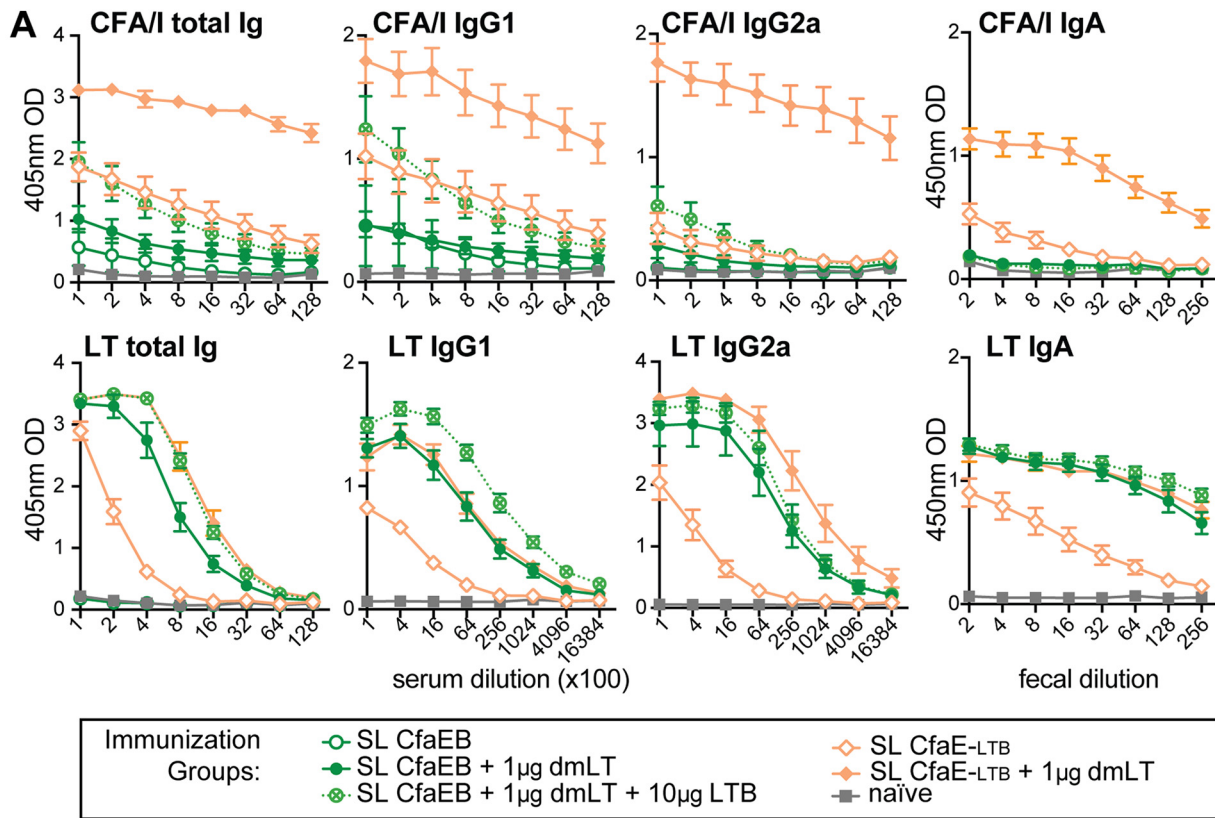 A
CFA/I total Ig
CFA/I IgG1
CFA/I IgG2a
CFA/I IgA
405nm OD
4
3
2
1
0
1 2 4 8 16 32 64 128
2
1
0
1 2 4 8 16 32 64 128
2
1
0
1 2 4 8 16 32 64 128
450nm OD
2
1
0
2 4 8 16 32 64 128 256
LT total Ig
LT IgG1
LT IgG2a
LT IgA
405nm OD
4
3
2
1
0
1 2 4 8 16 32 64 128
2
1
0
1 4 16 64 256 1024 4096 16384
4
3
2
1
0
1 4 16 64 256 1024 4096 16384
450nm OD
2
1
0
2 4 8 16 32 64 128 256
serum dilution (x100)
fecal dilution
Immunization
Groups:
SL CfaEB
SL CfaEB + 1µg dmLT
SL CfaEB + 1µg dmLT + 10µg LTB
SL CfaE-LTB
SL CfaE-LTB + 1µg dmLT
naïve